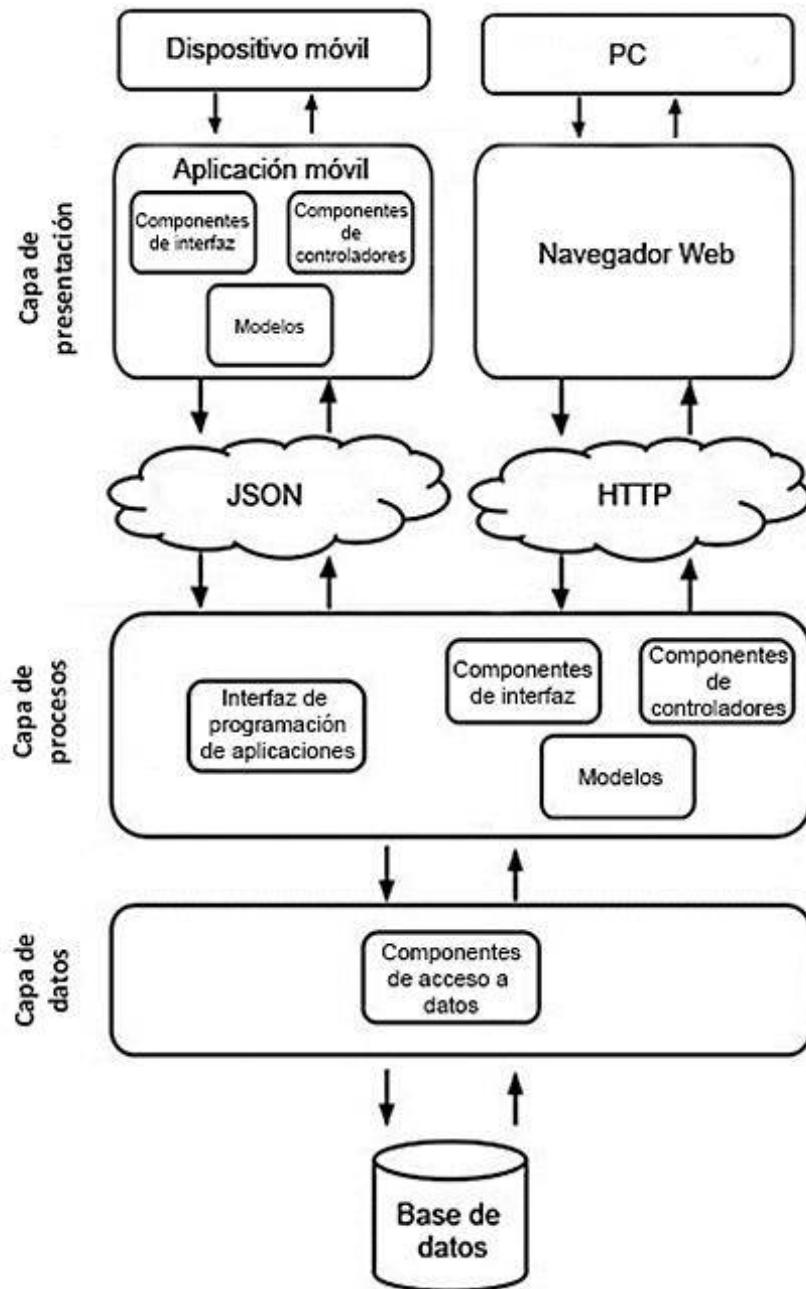 Dispositivo móvil
PC
Aplicación móvil
Componentes
de interfaz
Componentes
de
controladores
Modelos
Navegador Web
Capa de
presentación
JSON
HTTP
Interfaz de
programación
de aplicaciones
Componentes
de interfaz
Componentes
de
controladores
Modelos
Capa de
procesos
Componentes
de acceso a
datos
Capa de
datos
Base de
datos